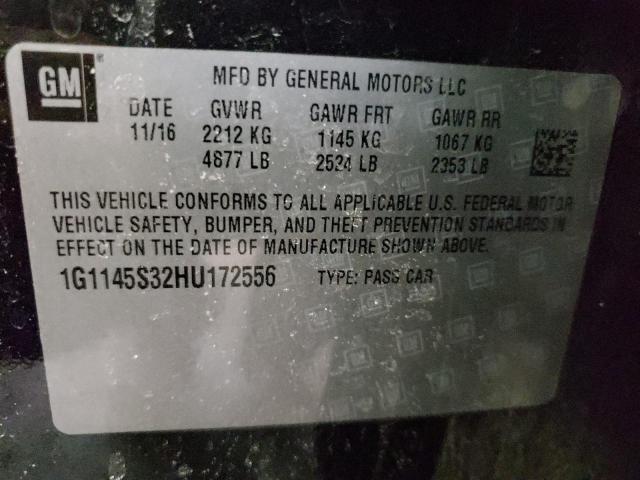 GM
MFD BY GENERAL MOTORS LLC
DATE GVWR GAWR FRT GAWR RR
11/16 2212 KG 1145 KG 1067 KG
4877 LB 2524 LB 2353 LB
THIS VEHICLE CONFORMS TO ALL APPLICABLE U.S. FEDERAL MOTOR
VEHICLE SAFETY, BUMPER, AND THEFT PREVENTION STANDARDS IN
EFFECT ON THE DATE OF MANUFACTURE SHOWN ABOVE.
1G1145S32HU172556 TYPE: PASS CAR